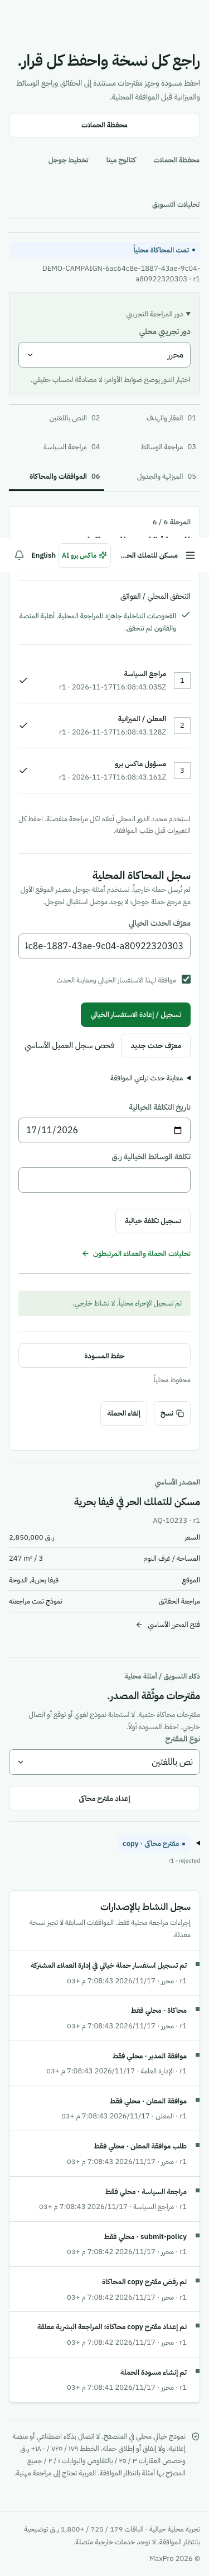 راجع كل نسخة واحفظ كل قرار.
احفظ مسودة وجهّز مقترحات مستندة إلى الحقائق وراجع الوسائط
والميزانية قبل الموافقة المحلية.
محفظة الحملات
محفظة الحملات
كتالوج ميتا
تخطيط جوجل
تحليلات التسويق
تمت المحاكاة محلياً
DEMO-CAMPAIGN-6ac64c8e-1887-43ae-9c04-
a80922320303 · r1
دور المراجعة التجريبي
دور تجريبي محلي
محرر
اختيار الدور يوضح ضوابط الأوامر؛ لا مصادقة لحساب حقيقي.
01 العقار والهدف
02 النص باللغتين
03 مراجعة الوسائط
04 مراجعة السياسة
05 الميزانية والجدول
06 الموافقات والمحاكاة
المرحلة 6 / 6
مسكن للتملك الح...
ماكس برو AI
English
التحقق المحلي / العوائق
الفحوصات الداخلية جاهزة للمراجعة المحلية. أهلية المنصة
والقانون لم تتحقق.
1
مراجع السياسة
r1 · 2026-11-17T16:08:43.035Z
2
المعلن / الميزانية
r1 · 2026-11-17T16:08:43.128Z
3
مسؤول ماكس برو
r1 · 2026-11-17T16:08:43.161Z
استخدم محدد الدور المحلي أعلاه لكل مراجعة منفصلة. احفظ كل
التغييرات قبل طلب الموافقة.
سجل المحاكاة المحلية
لم تُرسل حملة خارجياً. تستخدم أمثلة جوجل مصدر الموقع الأول
مع مرجع حملة جوجل؛ لا يوجد موصل استقبال لجوجل.
معرّف الحدث الخيالي
4c8e-1887-43ae-9c04-a80922320303
موافقة لهذا الاستفسار الخيالي ومعاينة الحدث
تسجيل / إعادة الاستفسار الخيالي
معرّف حدث جديد
فحص سجل العميل الأساسي
معاينة حدث تراعي الموافقة
تاريخ التكلفة الخيالية
17/11/2026
تكلفة الوسائط الخيالية ر.ق
تسجيل تكلفة خيالية
تحليلات الحملة والعملاء المرتبطون
تم تسجيل الإجراء محلياً. لا نشاط خارجي.
حفظ المسودة
محفوظ محلياً
نسخ
إلغاء الحملة
المصدر الأساسي
مسكن للتملك الحر في فيفا بحرية
AQ-10233 · r1
السعر
ر.ق 2,850,000
المساحة / غرف النوم
247 m² / 3
الموقع
فيفا بحرية, الدوحة
مراجعة الحقائق
نموذج تمت مراجعته
فتح المحرر الأساسي
ذكاء التسويق / أمثلة محلية
مقترحات موثّقة المصدر.
مقترحات محاكاة حتمية. لا استجابة نموذج لغوي أو توقع أو اتصال
خارجي. احفظ المسودة أولاً.
نوع المقترح
نص باللغتين
إعداد مقترح محاكى
مقترح محاكى · copy
r1 · rejected
سجل النشاط بالإصدارات
إجراءات مراجعة محلية فقط. الموافقات السابقة لا تجيز نسخة
معدلة.
تم تسجيل استفسار حملة خيالي في إدارة العملاء المشتركة
r1 · محرر · 2026/11/17 7:08:43 م +03
محاكاة · محلي فقط
r1 · محرر · 2026/11/17 7:08:43 م +03
موافقة المدير · محلي فقط
r1 · الإدارة العامة · 2026/11/17 7:08:43 م +03
موافقة المعلن · محلي فقط
r1 · المعلن · 2026/11/17 7:08:43 م +03
طلب موافقة المعلن · محلي فقط
r1 · محرر · 2026/11/17 7:08:43 م +03
مراجعة السياسة · محلي فقط
r1 · مراجع السياسة · 2026/11/17 7:08:43 م +03
submit-policy · محلي فقط
r1 · محرر · 2026/11/17 7:08:42 م +03
تم رفض مقترح copy المحاكاة
r1 · محرر · 2026/11/17 7:08:42 م +03
تم إعداد مقترح copy محاكاة؛ المراجعة البشرية معلقة
r1 · محرر · 2026/11/17 7:08:42 م +03
تم إنشاء مسودة الحملة
r1 · محرر · 2026/11/17 7:08:41 م +03
نموذج خيالي محلي في المتصفح. لا اتصال بذكاء اصطناعي أو منصة
إعلانية، ولا إنفاق أو إطلاق حملة. الخطط ١٧٩ / ٧٢٥ / ١٨٠٠+ ر.ق
وحصص العقارات ٣ / ٢٠ / بالتفاوض والبوابات ١ / ٢ / جميع
المصرّح بها أمثلة بانتظار الموافقة. العربية تحتاج إلى مراجعة مهنية.
تجربة محلية خيالية · الباقات 179 / 725 / +1,800 ر.ق توضيحية
بانتظار الموافقة. لا توجد خدمات خارجية متصلة.
© 2026 MaxPro